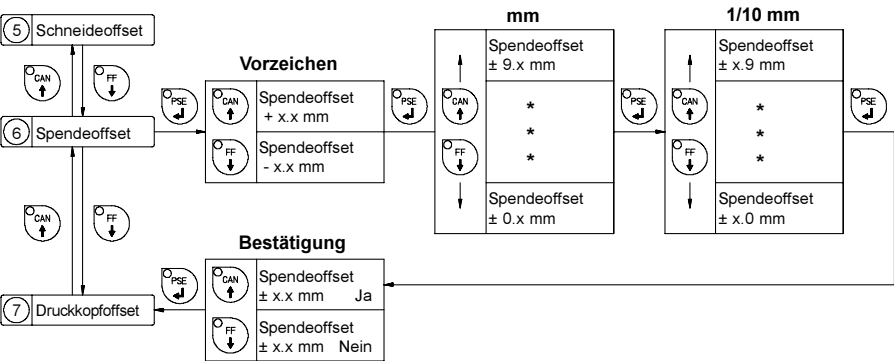 mm
1/10 mm
5 Schneideoffset
CAN
FF
Vorzeichen
PSE
CAN
Spendeoffset
+ x.x mm
FF
Spendeoffset
- x.x mm
PSE
Spendeoffset
± 9.x mm
CAN
*
*
*
FF
Spendeoffset
± 0.x mm
PSE
Spendeoffset
± x.9 mm
CAN
*
*
*
FF
Spendeoffset
± x.0 mm
PSE
6 Spendeoffset
CAN
FF
Bestätigung
PSE
CAN
Spendeoffset
± x.x mm Ja
FF
Spendeoffset
± x.x mm Nein
7 Druckkopfoffset